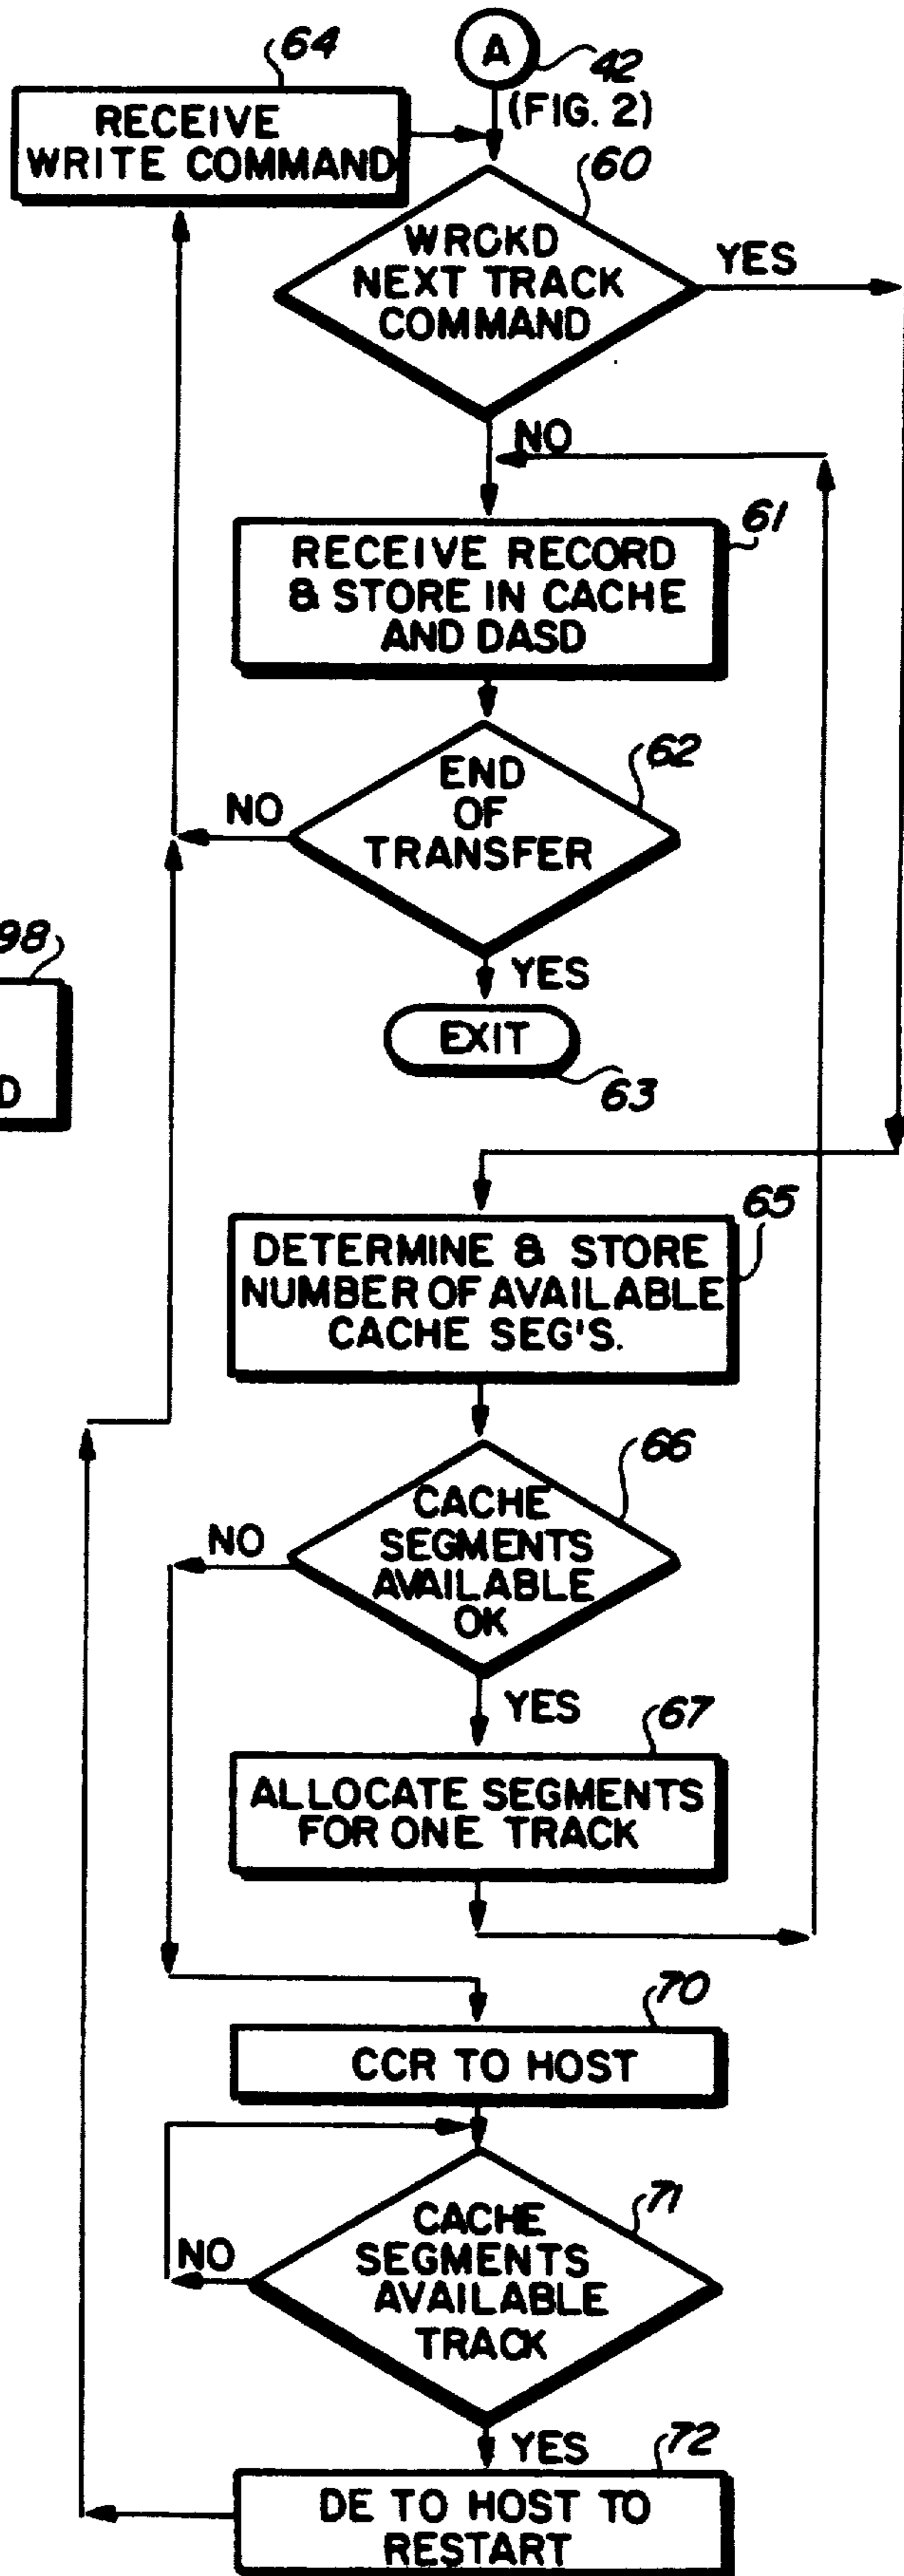 64
A
42
(FIG. 2)
RECEIVE
WRITE COMMAND
60
WRCKD
NEXT TRACK
COMMAND
YES
NO
61
RECEIVE RECORD
& STORE IN CACHE
AND DASD
62
END
OF
TRANSFER
NO
YES
98
D
EXIT
63
65
DETERMINE & STORE
NUMBER OF AVAILABLE
CACHE SEG'S.
66
CACHE
SEGMENTS
AVAILABLE
OK
NO
YES
67
ALLOCATE SEGMENTS
FOR ONE TRACK
70
CCR TO HOST
71
CACHE
SEGMENTS
AVAILABLE
TRACK
NO
YES
72
DE TO HOST TO
RESTART